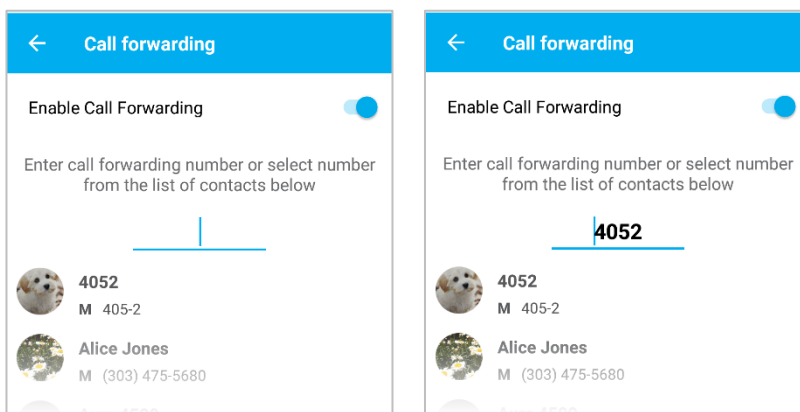 Call forwarding
Enable Call Forwarding
Enter call forwarding number or select number
from the list of contacts below
4052
M 405-2
Alice Jones
M (303) 475-5680
Call forwarding
Enable Call Forwarding
Enter call forwarding number or select number
from the list of contacts below
4052
4052
M 405-2
Alice Jones
M (303) 475-5680